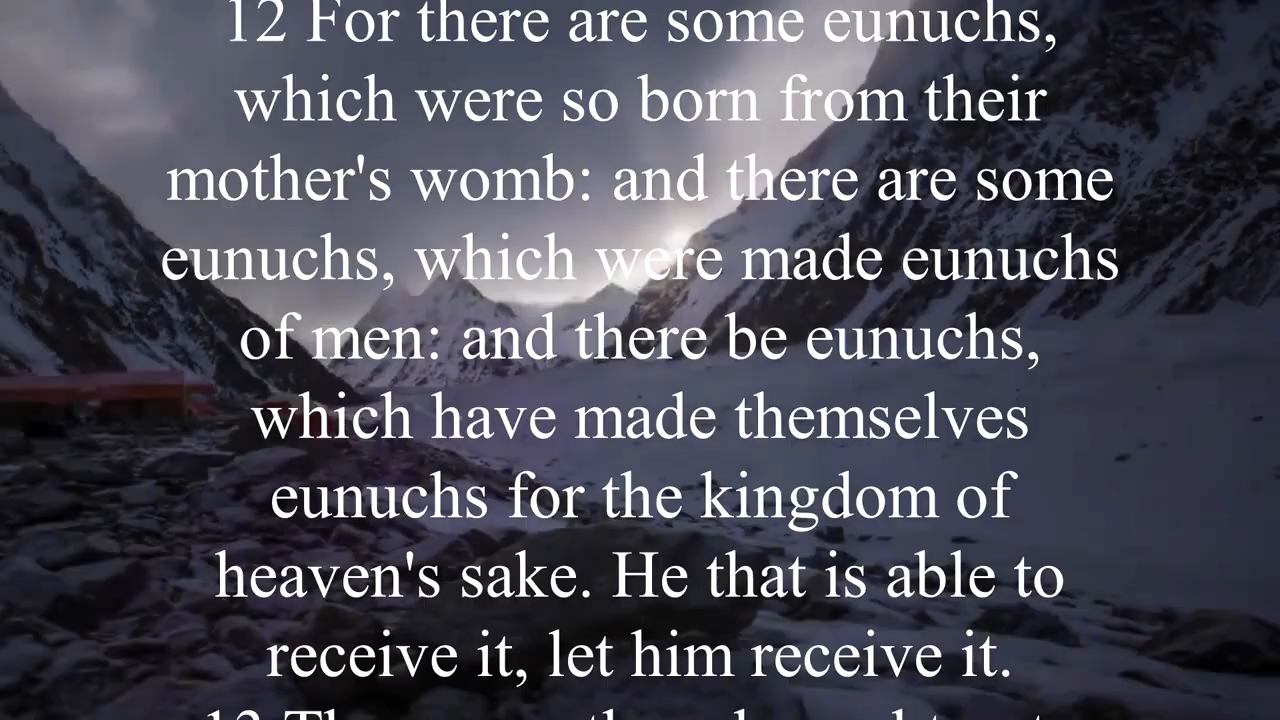 12 For there are some eunuchs,
which were so born from their
mother's womb: and there are some
eunuchs, which were made eunuchs
of men: and there be eunuchs,
which have made themselves
eunuchs for the kingdom of
heaven's sake. He that is able to
receive it, let him receive it.
13